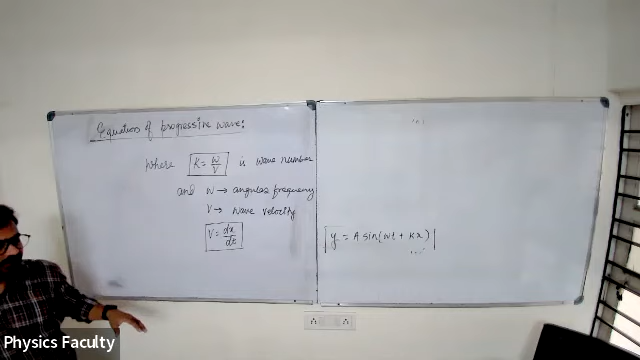 Equation of progressive wave:
where K = w/v is wave number
and w → angular frequency
V → wave velocity
V = dx/dt
y = A sin(wt + Kx)
Physics Faculty